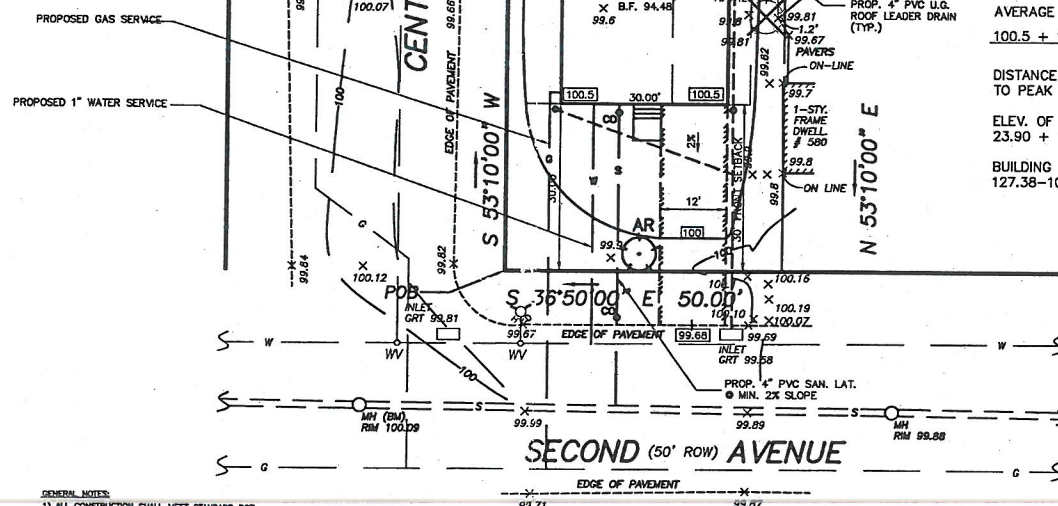 PROPOSED GAS SERVICE
100.07
99.66
CENT
99.6
B.F. 94.48
99.81
PROP. 4" PVC U.G.
ROOF LEADER DRAIN
(TYP.)
AVERAGE
100.5 +
1.2'
99.67
PAVERS
99.81
99.62
ON-LINE
DISTANCE
TO PEAK
PROPOSED 1" WATER SERVICE
100
EDGE OF PAVEMENT
100.5
30.00'
100.5
99.7
1-STY.
FRAME
DWELL.
# 580
CO
2%
ELEV. OF
23.90 +
BUILDING
127.38-10
99.8
ON LINE
99.8
S 53°10'00" W
N 53°10'00" E
G
W
S
30' FRONT SETBACK
12'
AR
100
G
99.84
100.12
99.82
POB
INLET
GRT 99.81
S 36°50'00" E 50.00'
CO
100.16
100.19
100.10
100.07
99.67
EDGE OF PAVEMENT
99.68
99.69
INLET
GRT 99.58
W
WV
WV
W
100
PROP. 4" PVC SAN. LAT.
@ MIN. 2% SLOPE
S
S
MH (BM)
RIM 100.09
99.99
99.89
MH
RIM 99.88
SECOND (50' ROW) AVENUE
G
G
EDGE OF PAVEMENT
GENERAL NOTES: